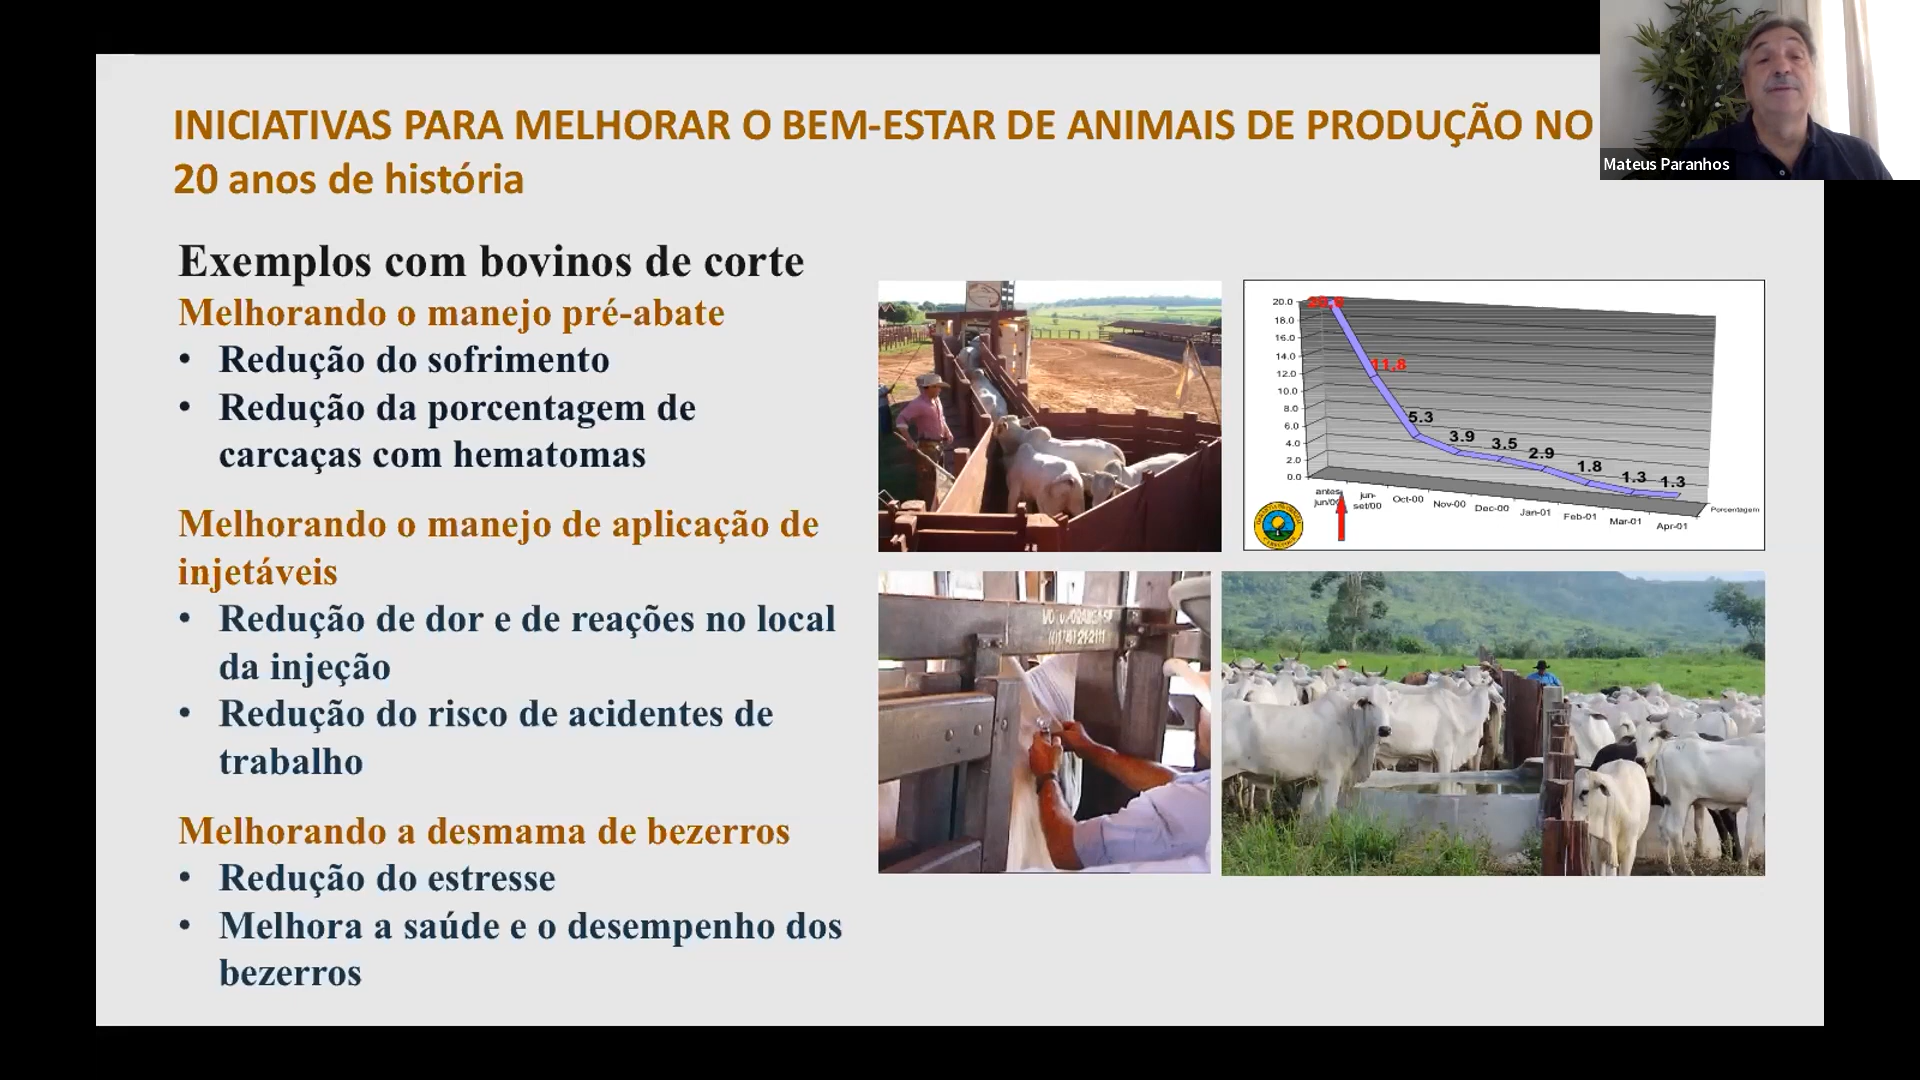 INICIATIVAS PARA MELHORAR O BEM-ESTAR DE ANIMAIS DE PRODUÇÃO NO
20 anos de história
Mateus Paranhos
Exemplos com bovinos de corte
Melhorando o manejo pré-abate
• Redução do sofrimento
• Redução da porcentagem de
carcaças com hematomas
Melhorando o manejo de aplicação de
injetáveis
• Redução de dor e de reações no local
da injeção
• Redução do risco de acidentes de
trabalho
Melhorando a desmama de bezerros
• Redução do estresse
• Melhora a saúde e o desempenho dos
bezerros
20.0
18.0
16.0
14.0
12.0
10.0
8.0
6.0
4.0
2.0
0.0
11.8
5.3
3.9
3.5
2.9
1.8
1.3
1.3
antes
jun/00
jun-
set/00
Oct-00
Nov-00
Dec-00
Jan-01
Feb-01
Mar-01
Apr-01
Porcentagem